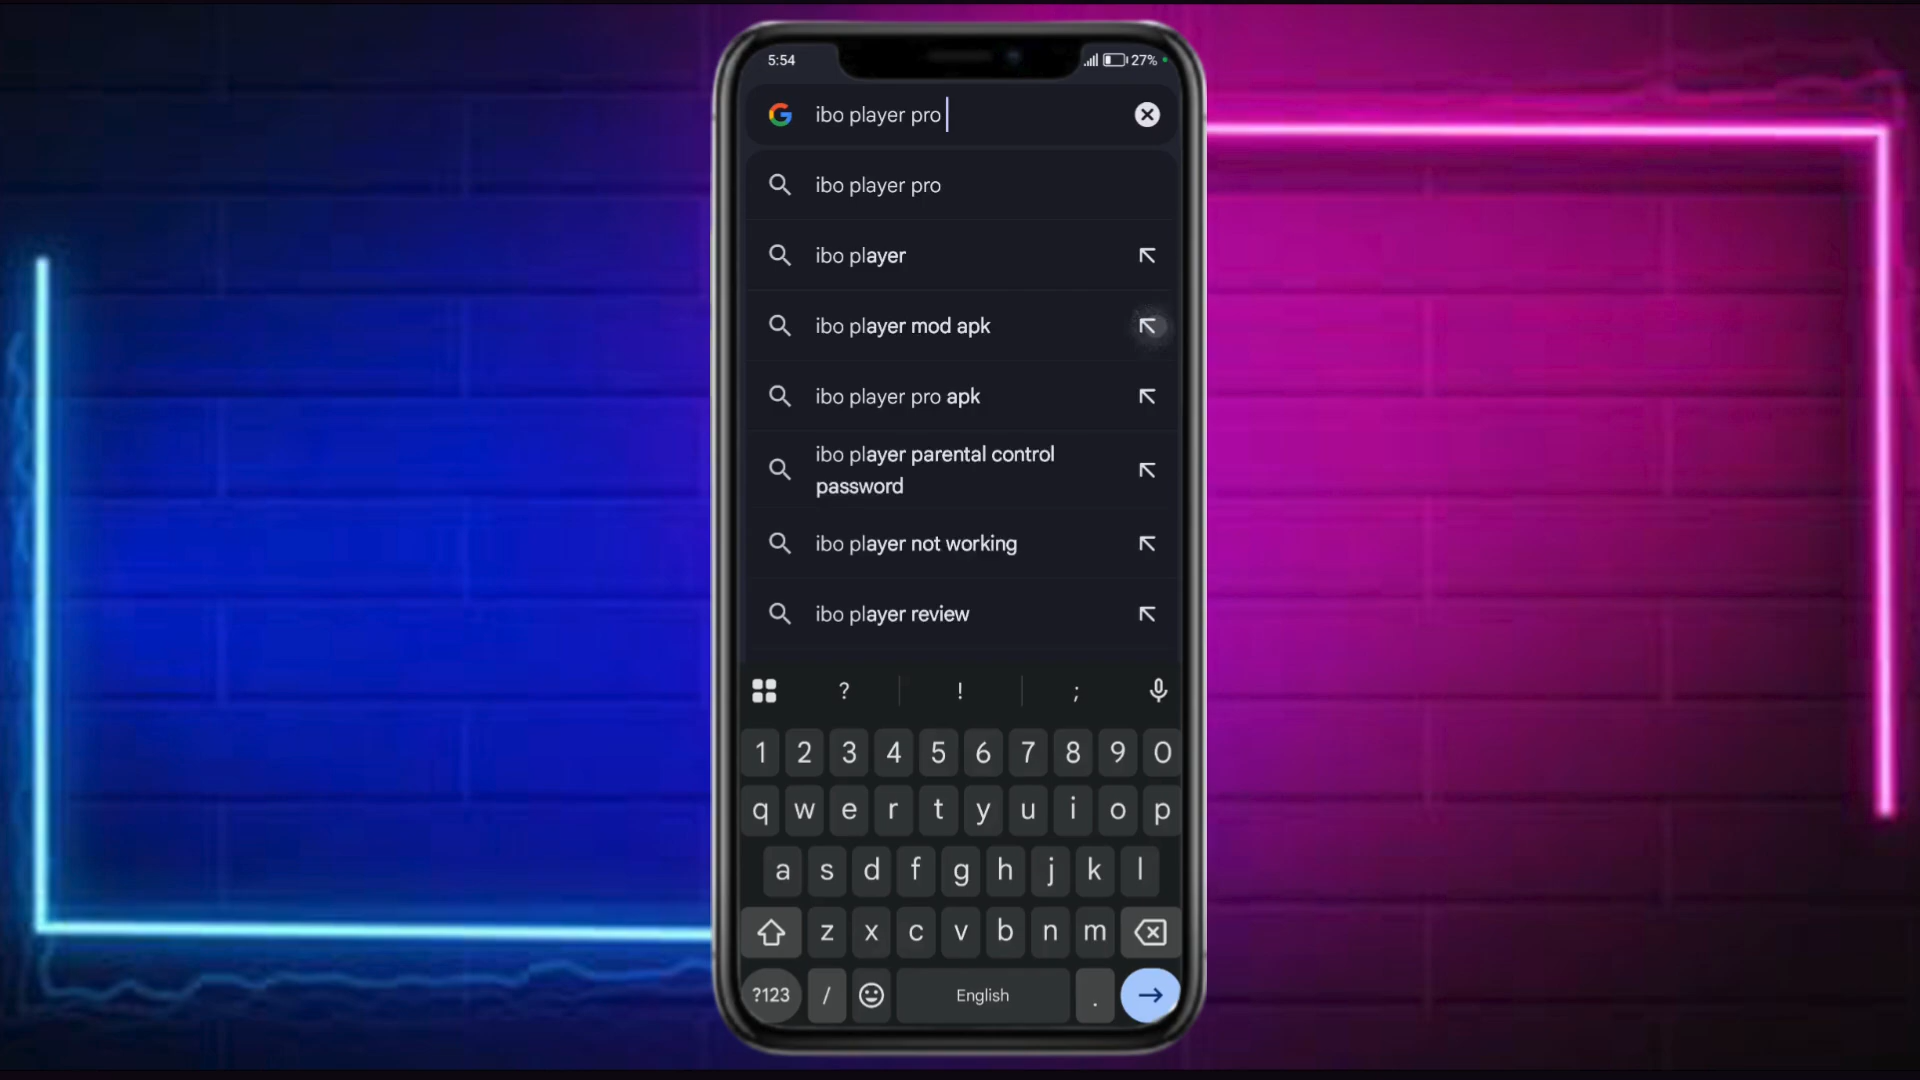 5:54
27%
ibo player pro
ibo player pro
ibo player
ibo player mod apk
ibo player pro apk
ibo player parental control
password
ibo player not working
ibo player review
? ! ;
1 2 3 4 5 6 7 8 9 0
q w e r t y u i o p
a s d f g h j k l
z x c v b n m
?123 / English .